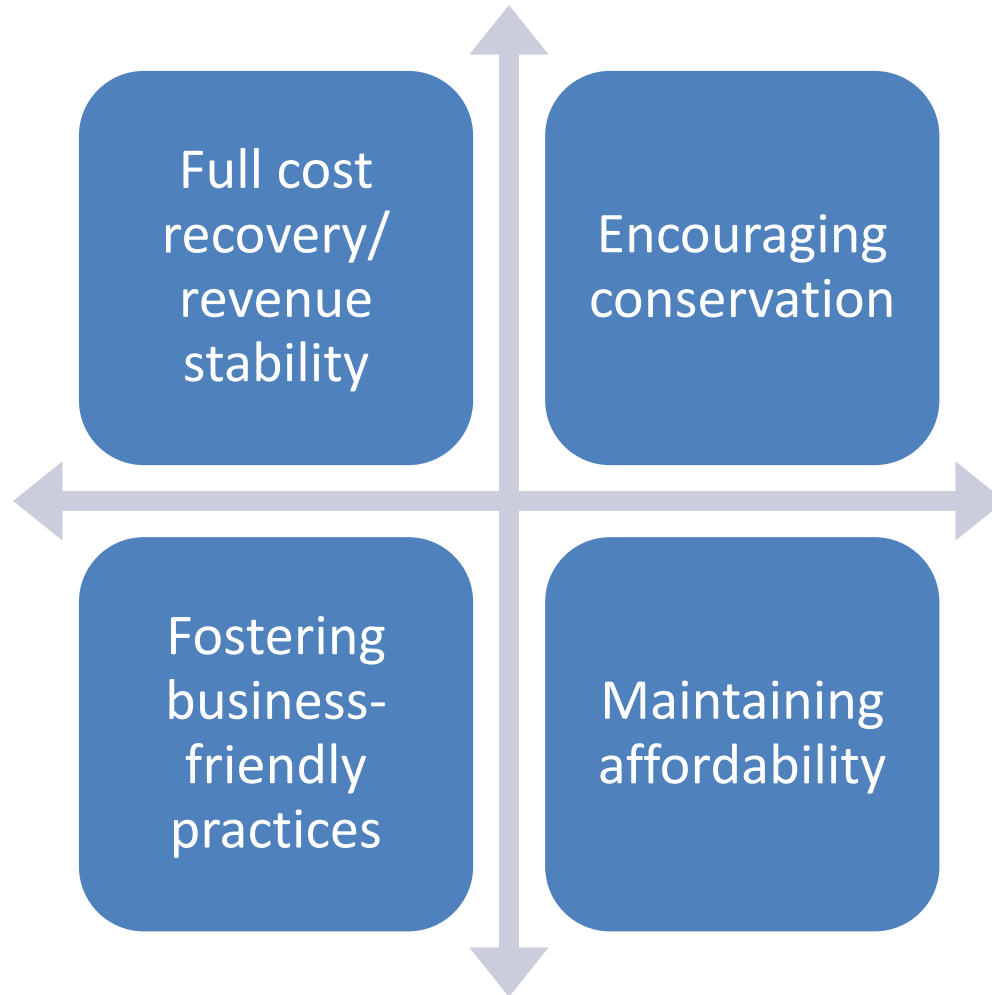 Full cost
recovery/
revenue
stability
Encouraging
conservation
Fostering
business-
friendly
practices
Maintaining
affordability